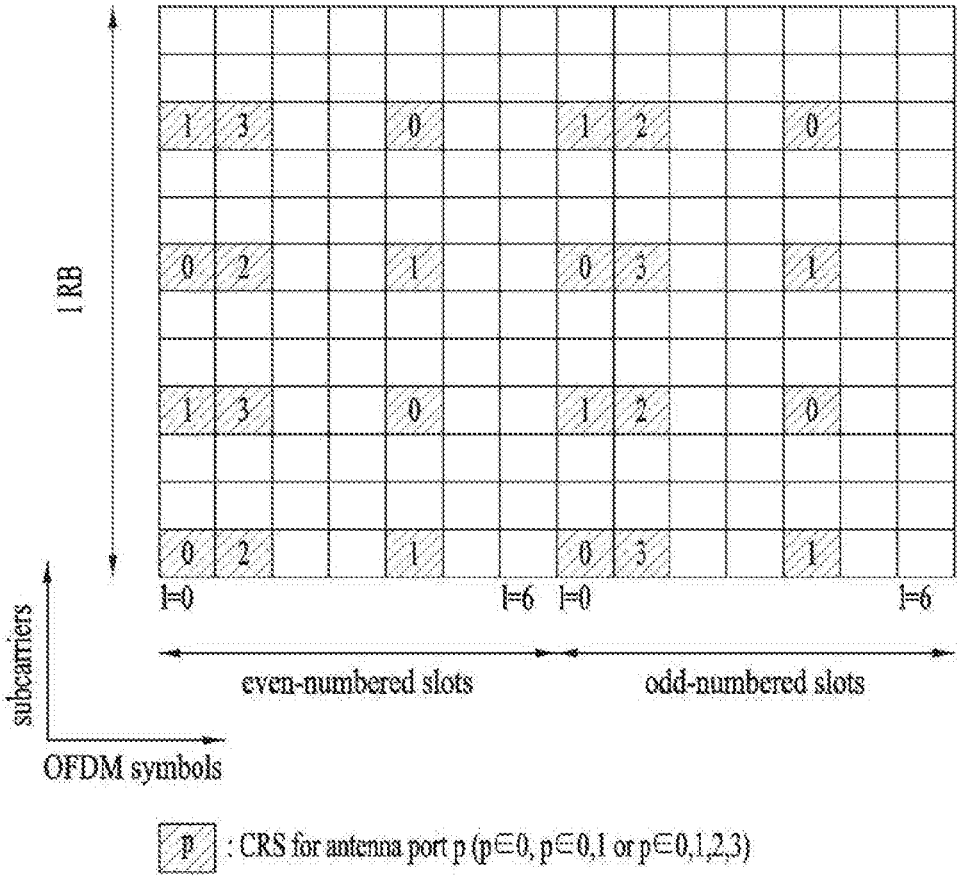 1 3 0 1 2 0
1 RB
0 2 1 0 3 1
1 3 0 1 2 0
0 2 1 0 3 1
l=0 l=6 l=0 l=6
even-numbered slots odd-numbered slots
subcarriers
OFDM symbols
p : CRS for antenna port p (p∈0, p∈0,1 or p∈0,1,2,3)